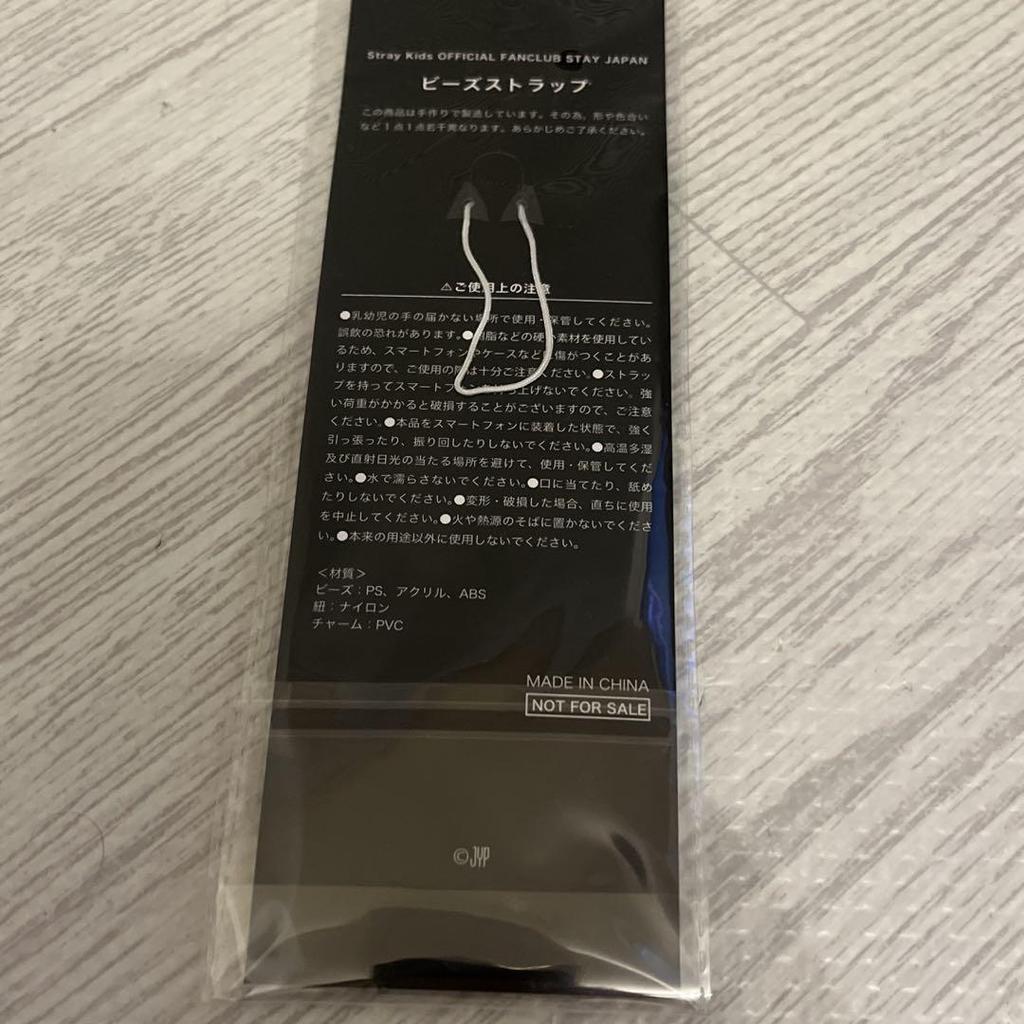 Stray Kids OFFICIAL FANCLUB STAY JAPAN
ビーズストラップ
この商品は手作りで製造しています。その為、形や色合い
など1点1点若干異なります。あらかじめご了承ください。
⚠ご使用上の注意
●乳幼児の手の届かない場所で使用・保管してください。
誤飲の恐れがあります。●樹脂などの硬い素材を使用してい
るため、スマートフォンやケースなどに傷がつくことがあ
りますので、ご使用の際は十分ご注意ください。●ストラッ
プを持ってスマートフォンを持ち上げないでください。強
い荷重がかかると破損することがございますので、ご注意
ください。●本品をスマートフォンに装着した状態で、強く
引っ張ったり、振り回したりしないでください。●高温多湿
及び直射日光の当たる場所を避けて、使用・保管してくだ
さい。●水で濡らさないでください。●口に当てたり、舐め
たりしないでください。●変形・破損した場合、直ちに使用
を中止してください。●火や熱源のそばに置かないでくださ
い。●本来の用途以外に使用しないでください。
＜材質＞
ビーズ：PS、アクリル、ABS
紐：ナイロン
チャーム：PVC
MADE IN CHINA
NOT FOR SALE
©JYP